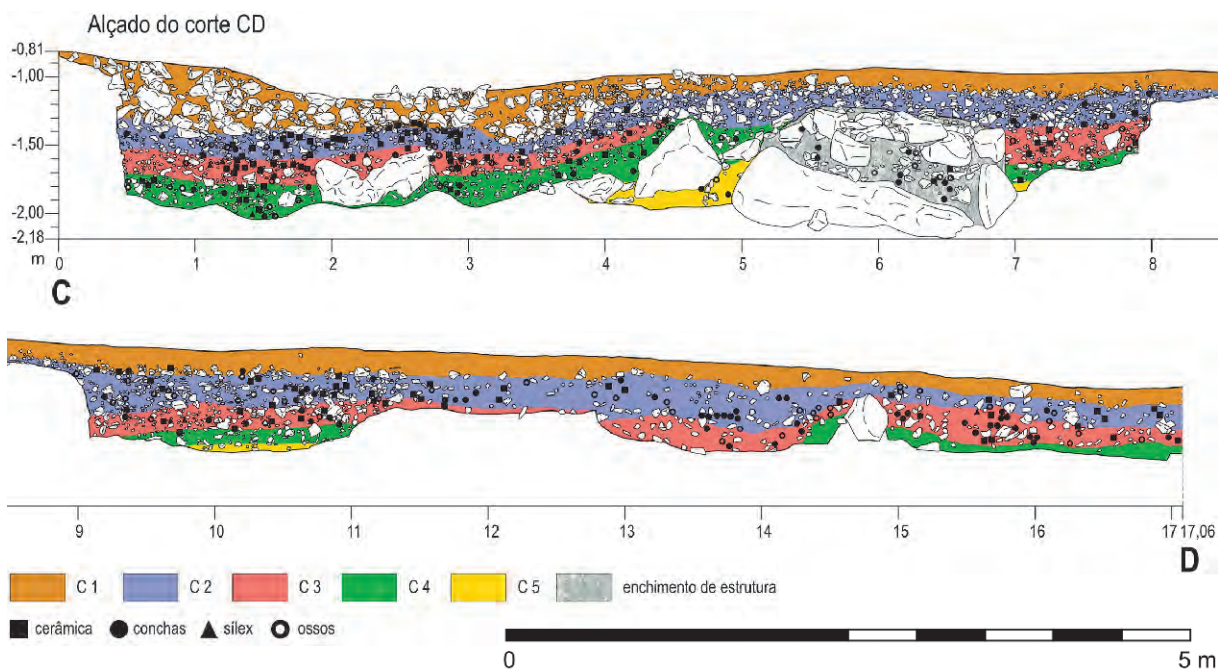 Alçado do corte CD
-0,81
-1,00
-1,50
-2,00
-2,18
m
0 1 2 3 4 5 6 7 8
C
9 10 11 12 13 14 15 16 17 17,06
D
C 1 C 2 C 3 C 4 C 5 enchimento de estrutura
cerâmica conchas sílex ossos
0 5 m